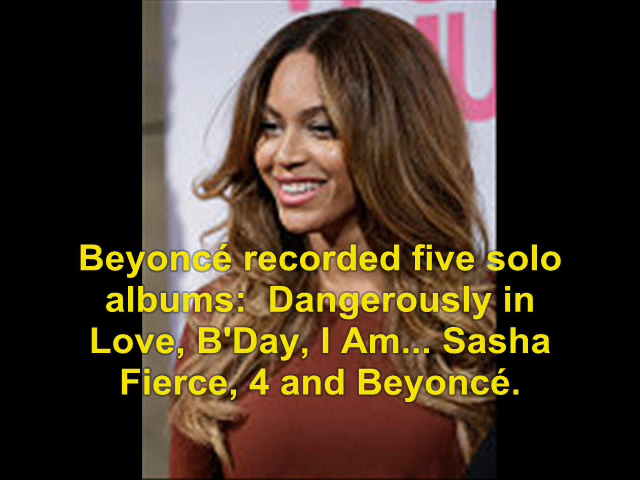 Beyoncé recorded five solo
albums:  Dangerously in
Love, B'Day, I Am... Sasha
Fierce, 4 and Beyoncé.